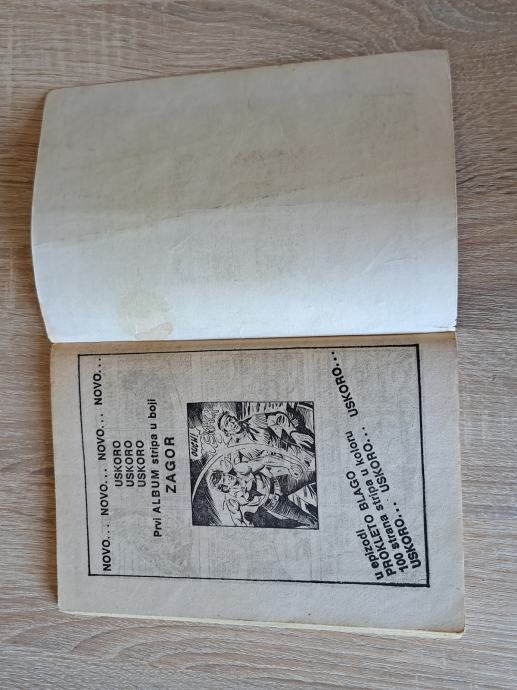 NOVO.... NOVO.... NOVO.... NOVO....
USKORO
USKORO
USKORO
Prvi ALBUM stripa u boji
ZAGOR
u epizodi
PROKLETO BLAGO
100 strana stripa u koloru USKORO...
USKORO.... USKORO...